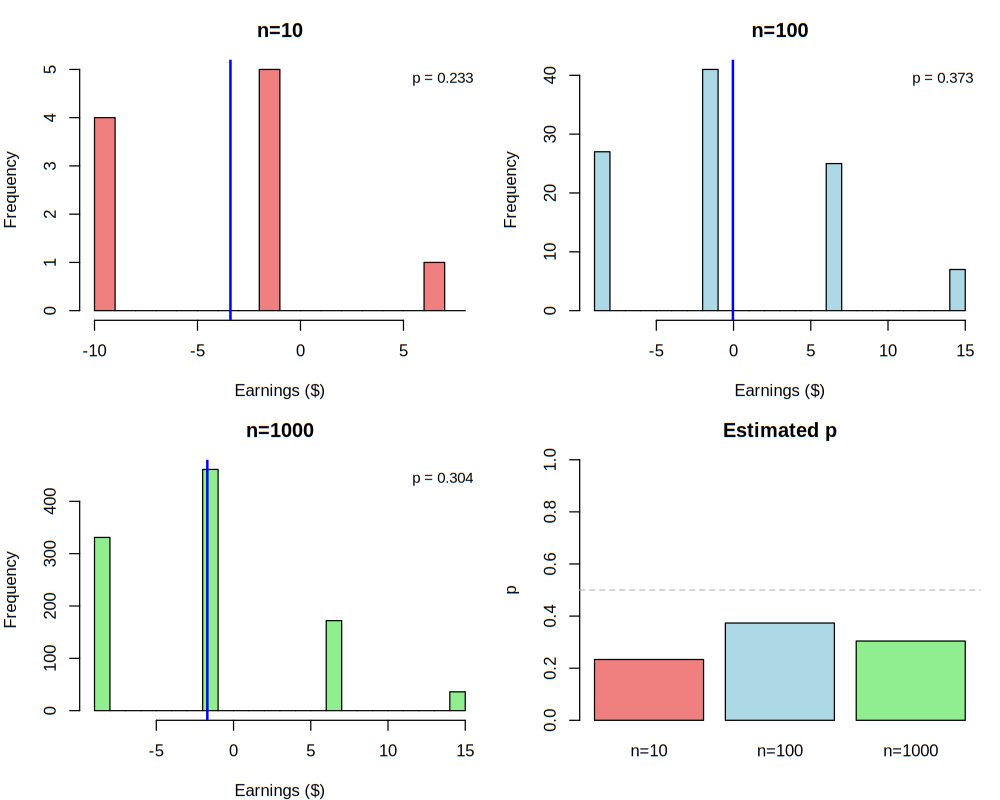 n=10
p = 0.233
Frequency
0
1
2
3
4
5
-10
-5
0
5
Earnings ($)
n=100
p = 0.373
Frequency
0
10
20
30
40
-5
0
5
10
15
Earnings ($)
n=1000
p = 0.304
Frequency
0
100
200
300
400
-5
0
5
10
15
Earnings ($)
Estimated p
p
0.0
0.2
0.4
0.6
0.8
1.0
n=10
n=100
n=1000